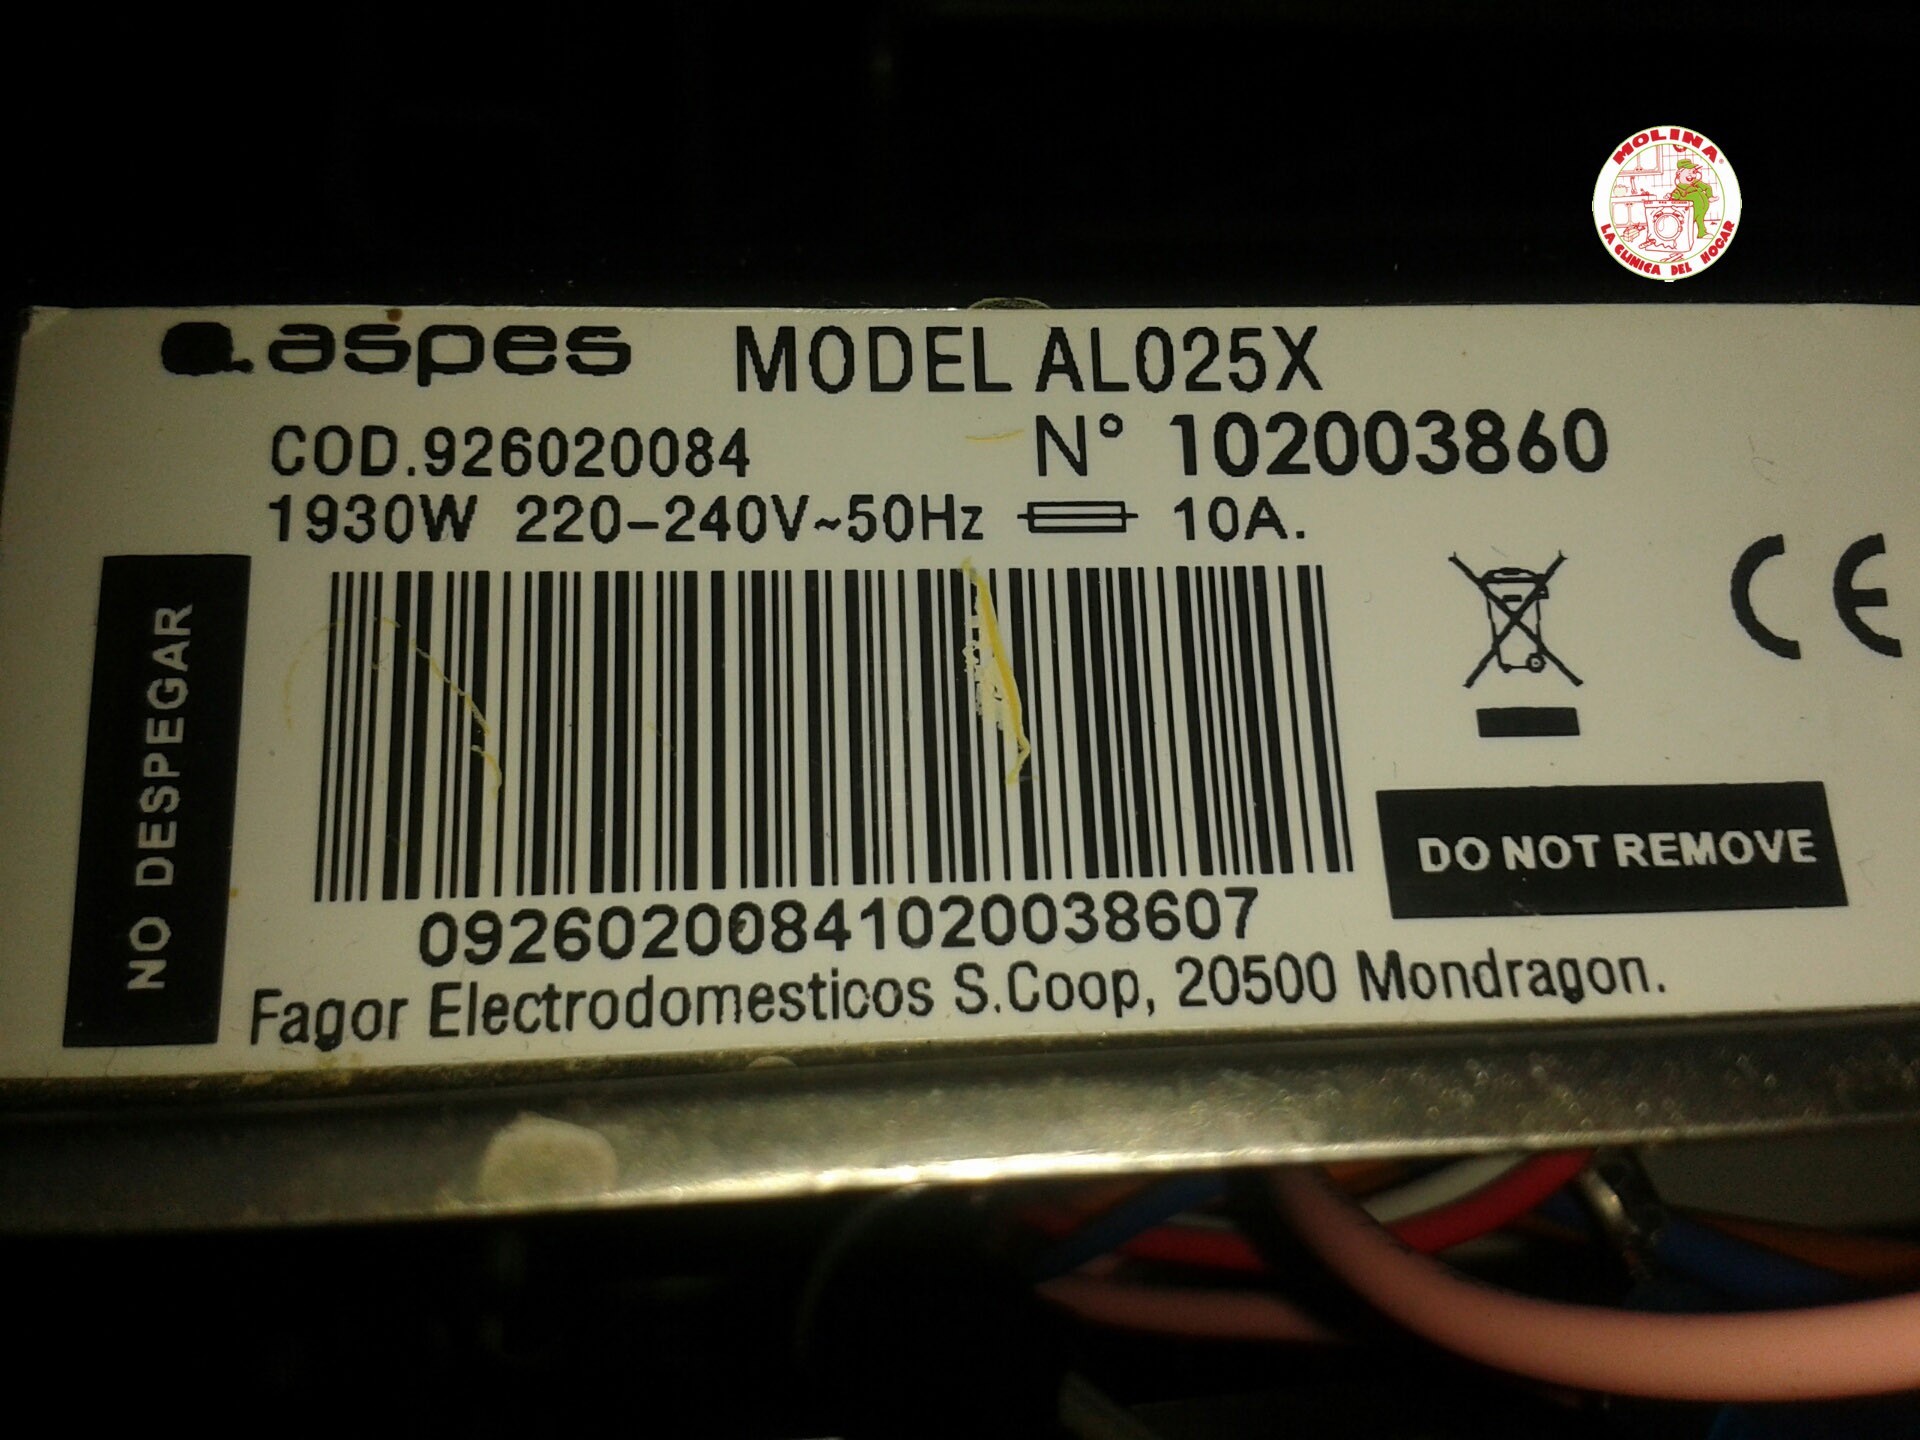 MOLINA
LA CLINICA DEL HOGAR
aspes MODEL AL025X
COD.926020084 N° 102003860
1930W 220-240V~50Hz 10A.
NO DESPEGAR
CE
DO NOT REMOVE
09260200841020038607
Fagor Electrodomesticos S.Coop, 20500 Mondragon.